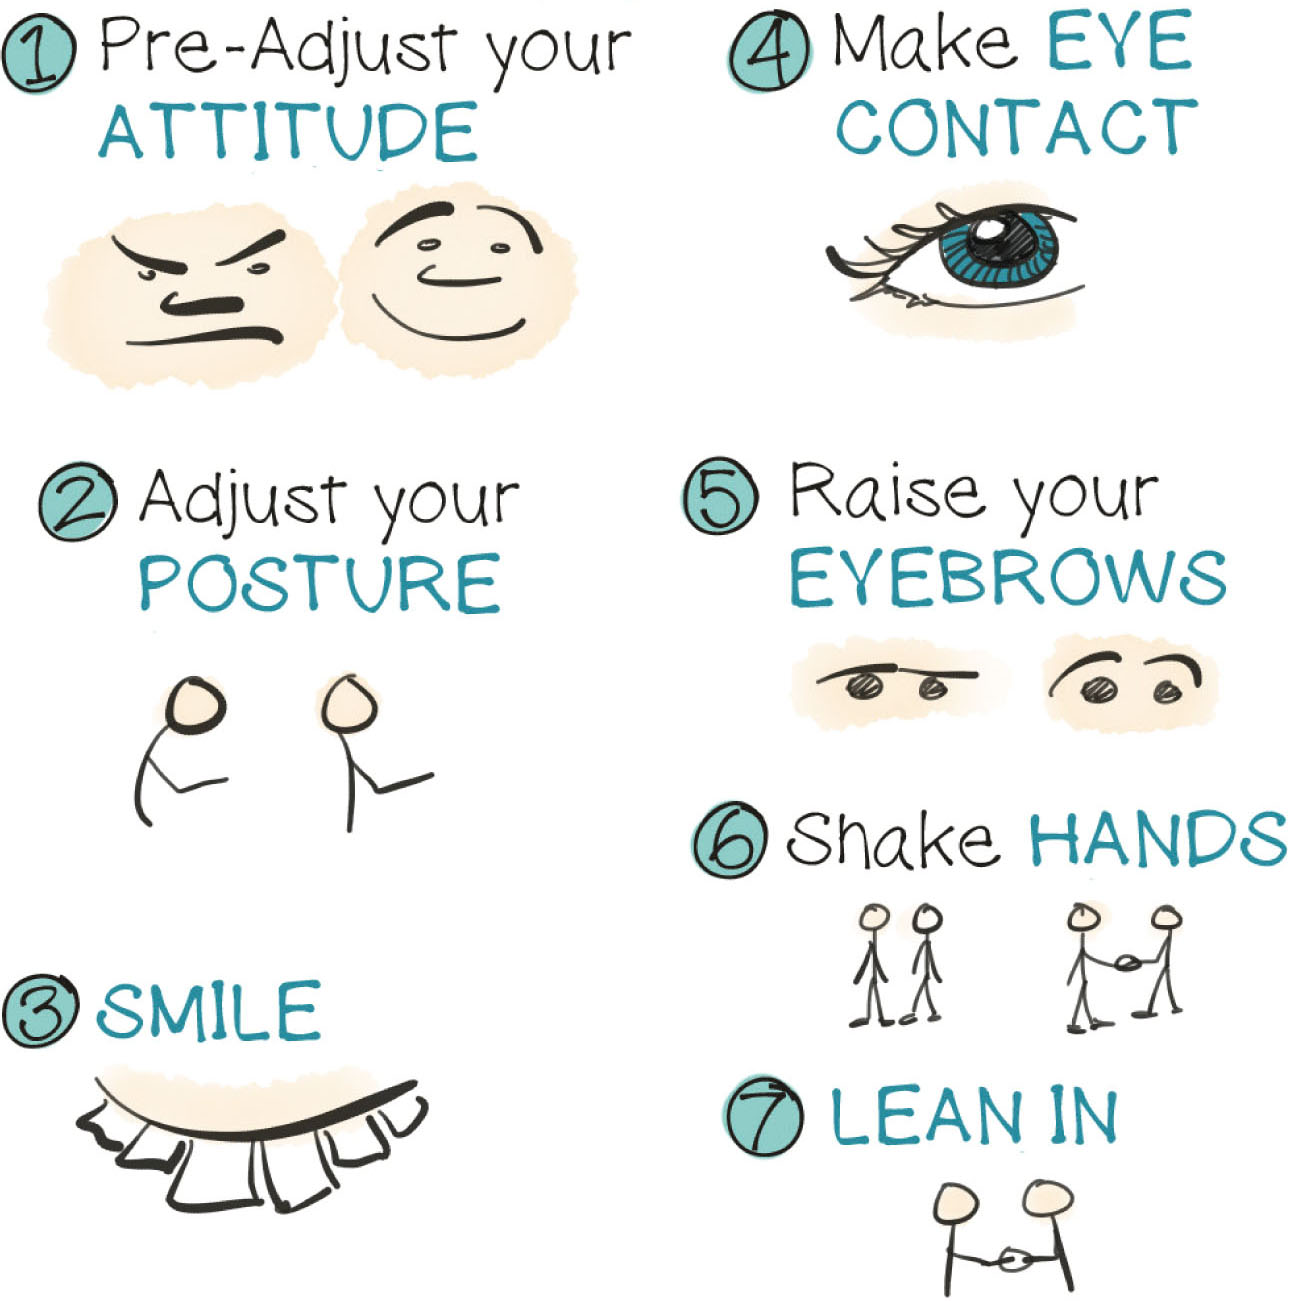 1 Pre-Adjust your
ATTITUDE
2 Adjust your
POSTURE
3 SMILE
4 Make EYE
CONTACT
5 Raise your
EYEBROWS
6 Shake HANDS
7 LEAN IN